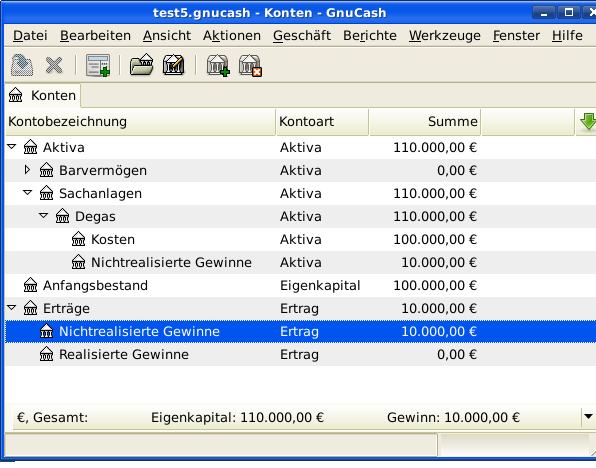 test5.gnucash - Konten - GnuCash
Datei Bearbeiten Ansicht Aktionen Geschäft Berichte Werkzeuge Fenster Hilfe
Konten
Kontobezeichnung Kontoart Summe
Aktiva Aktiva 110.000,00 €
Barvermögen Aktiva 0,00 €
Sachanlagen Aktiva 110.000,00 €
Degas Aktiva 110.000,00 €
Kosten Aktiva 100.000,00 €
Nichtrealisierte Gewinne Aktiva 10.000,00 €
Anfangsbestand Eigenkapital 100.000,00 €
Erträge Ertrag 10.000,00 €
Nichtrealisierte Gewinne Ertrag 10.000,00 €
Realisierte Gewinne Ertrag 0,00 €
€, Gesamt: Eigenkapital: 110.000,00 € Gewinn: 10.000,00 €